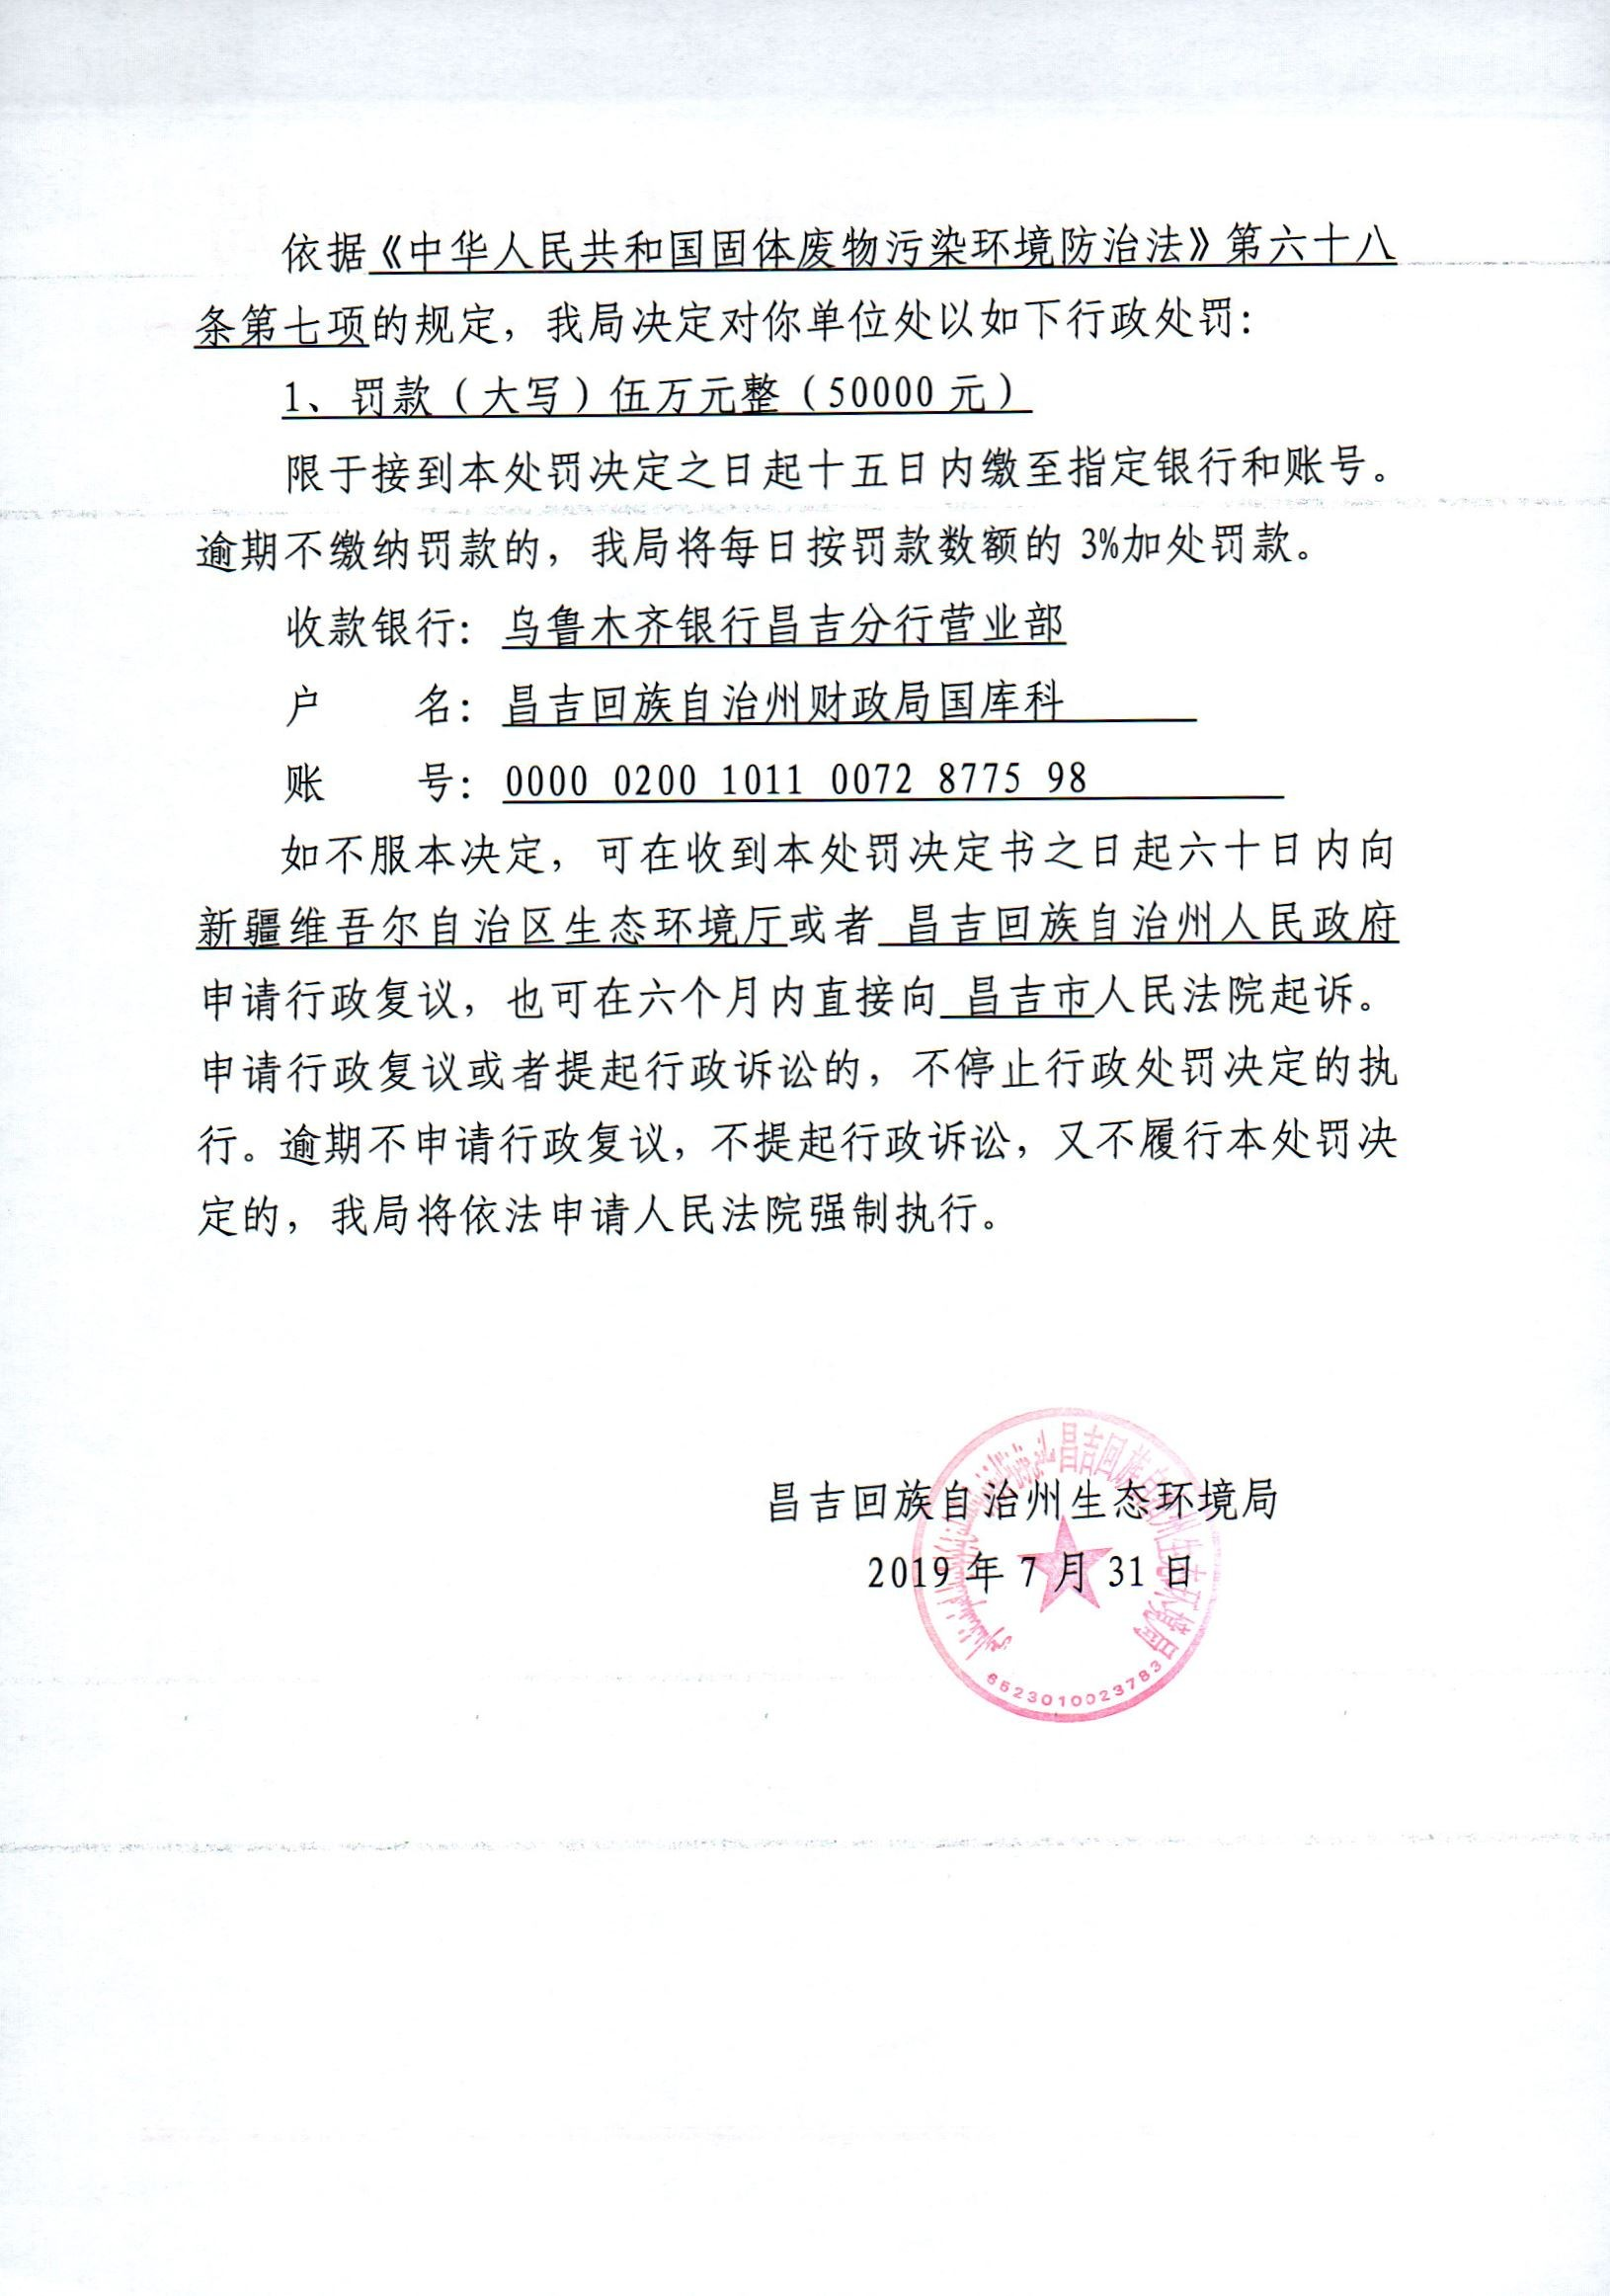 依据《中华人民共和国固体废物污染环境防治法》第六十八
条第七项的规定，我局决定对你单位处以如下行政处罚：
1、罚款（大写）伍万元整（50000元）
限于接到本处罚决定之日起十五日内缴至指定银行和账号。
逾期不缴纳罚款的，我局将每日按罚款数额的 3%加处罚款。
收款银行：乌鲁木齐银行昌吉分行营业部
户　　名：昌吉回族自治州财政局国库科
账　　号：0000 0200 1011 0072 8775 98
如不服本决定，可在收到本处罚决定书之日起六十日内向
新疆维吾尔自治区生态环境厅或者 昌吉回族自治州人民政府
申请行政复议，也可在六个月内直接向 昌吉市人民法院起诉。
申请行政复议或者提起行政诉讼的，不停止行政处罚决定的执
行。逾期不申请行政复议，不提起行政诉讼，又不履行本处罚决
定的，我局将依法申请人民法院强制执行。
昌吉回族自治州生态环境局
2019 年 7 月 31 日
昌吉回族自治州生态环境局
6523010023783